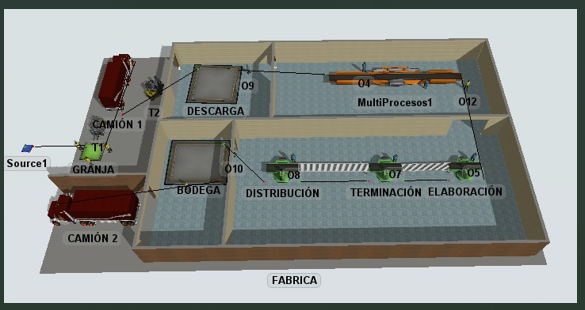 CAMIÓN 1
T2
T1
Source1
GRANJA
DESCARGA
O9
O4
MultiProcesos1
O12
BODEGA
O10
DISTRIBUCIÓN
O8
TERMINACIÓN
O7
ELABORACIÓN
O5
CAMIÓN 2
FABRICA